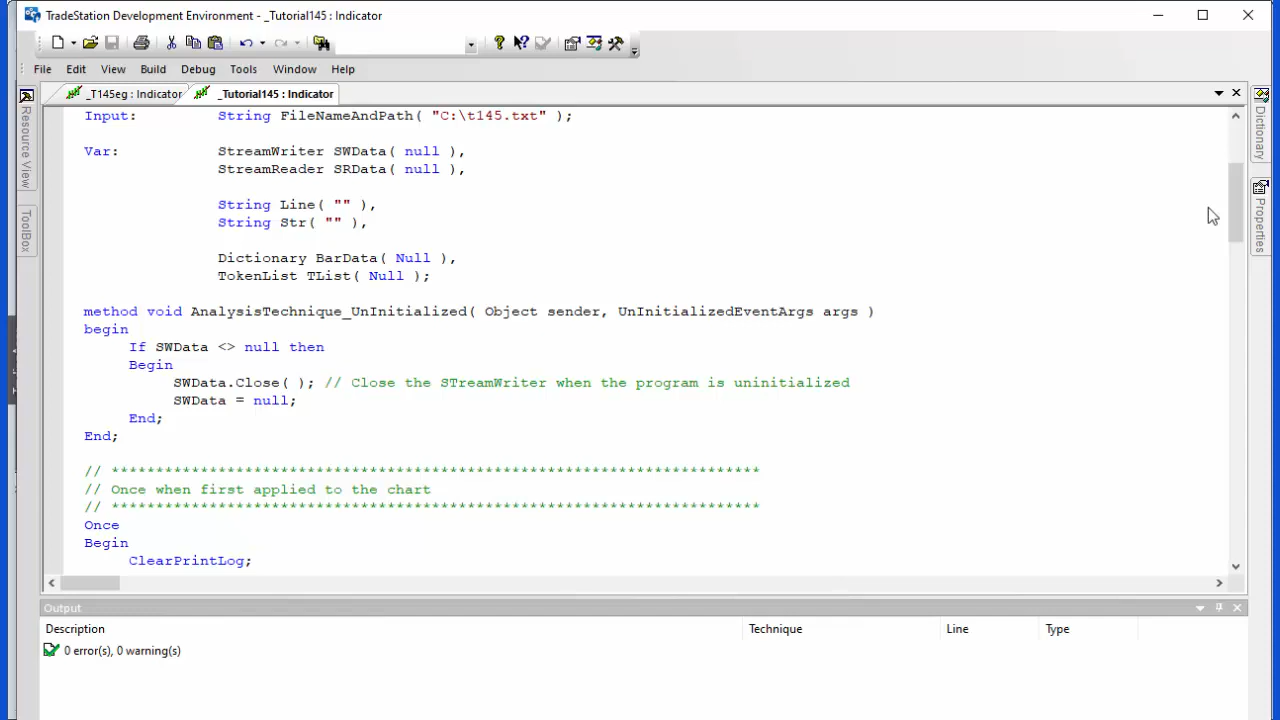 TradeStation Development Environment - _Tutorial145 : Indicator
File Edit View Build Debug Tools Window Help
_T145eg : Indicator _Tutorial145 : Indicator
Resource View
ToolBox
Dictionary
Properties
Input: String FileNameAndPath( "C:\t145.txt" );
Var: StreamWriter SWData( null ),
StreamReader SRData( null ),
String Line( "" ),
String Str( "" ),
Dictionary BarData( Null ),
TokenList TList( Null );
method void AnalysisTechnique_UnInitialized( Object sender, UnInitializedEventArgs args )
begin
If SWData <> null then
Begin
SWData.Close( ); // Close the STreamWriter when the program is uninitialized
SWData = null;
End;
End;
// *************************************************************************
// Once when first applied to the chart
// *************************************************************************
Once
Begin
ClearPrintLog;
Output
Description Technique Line Type
0 error(s), 0 warning(s)